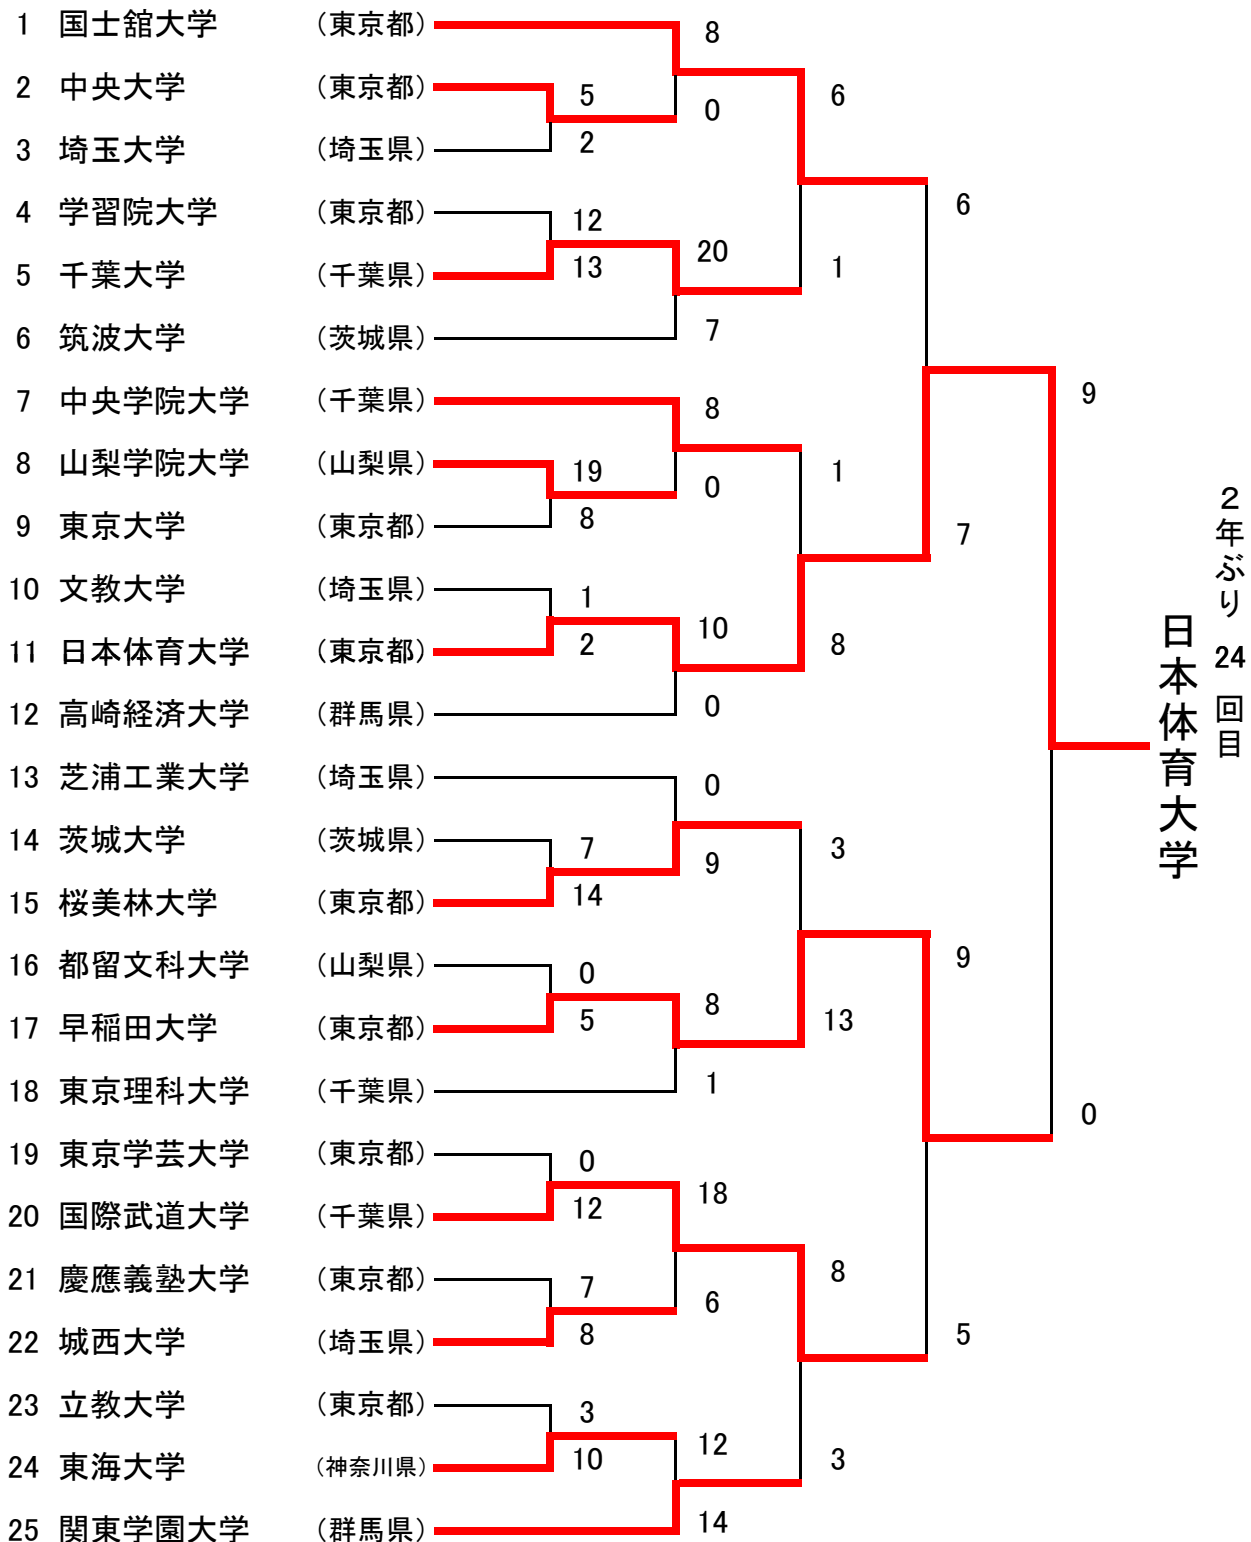 1 国士舘大学 (東京都)
2 中央大学 (東京都)
3 埼玉大学 (埼玉県)
4 学習院大学 (東京都)
5 千葉大学 (千葉県)
6 筑波大学 (茨城県)
7 中央学院大学 (千葉県)
8 山梨学院大学 (山梨県)
9 東京大学 (東京都)
10 文教大学 (埼玉県)
11 日本体育大学 (東京都)
12 高崎経済大学 (群馬県)
13 芝浦工業大学 (埼玉県)
14 茨城大学 (茨城県)
15 桜美林大学 (東京都)
16 都留文科大学 (山梨県)
17 早稲田大学 (東京都)
18 東京理科大学 (千葉県)
19 東京学芸大学 (東京都)
20 国際武道大学 (千葉県)
21 慶應義塾大学 (東京都)
22 城西大学 (埼玉県)
23 立教大学 (東京都)
24 東海大学 (神奈川県)
25 関東学園大学 (群馬県)
5
2
12
13
19
8
1
2
7
14
0
5
0
12
7
8
3
10
8
0
20
7
8
0
10
0
0
9
8
1
18
6
12
14
6
1
1
8
3
13
8
3
6
7
9
5
9
0
2年ぶり 24 回目
日本体育大学